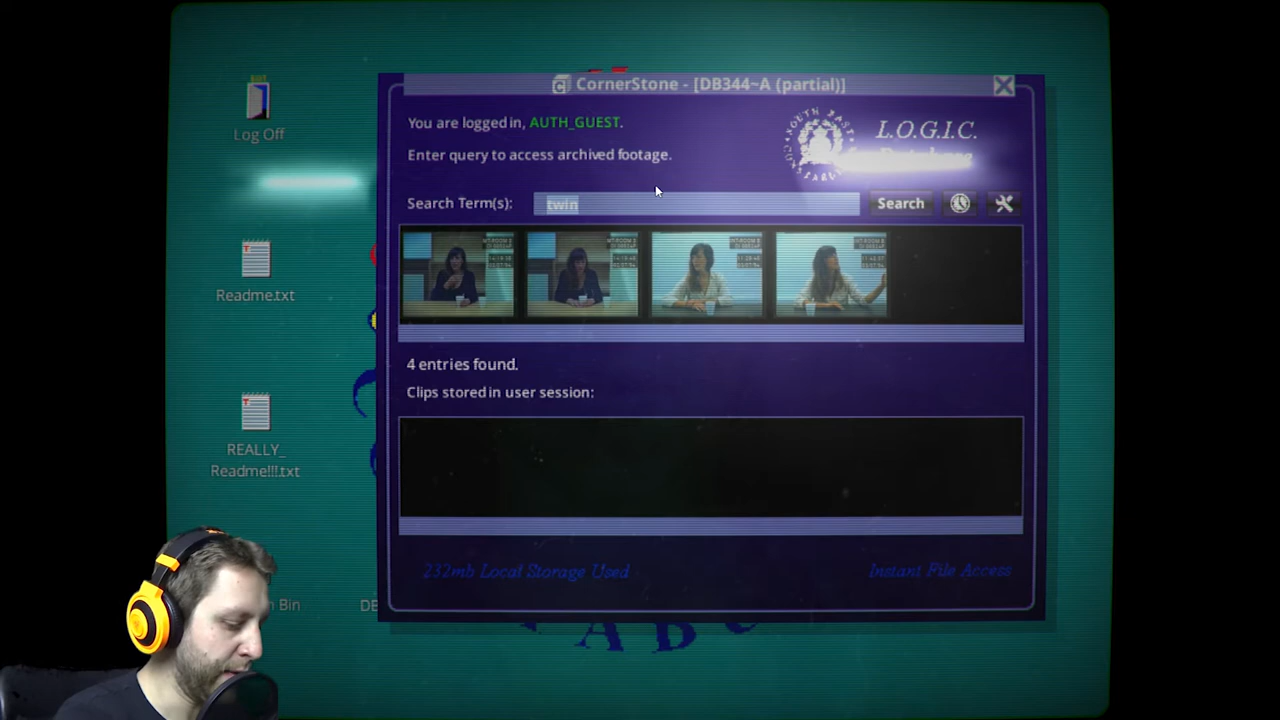 CornerStone - [DB344~A (partial)]
Log Off
You are logged in, AUTH_GUEST.
L.O.G.I.C.
Database
Enter query to access archived footage.
Search Term(s): twin Search
Readme.txt
4 entries found.
Clips stored in user session:
REALLY_
Readme!!!.txt
232mb Local Storage Used
Instant File Access
Bin